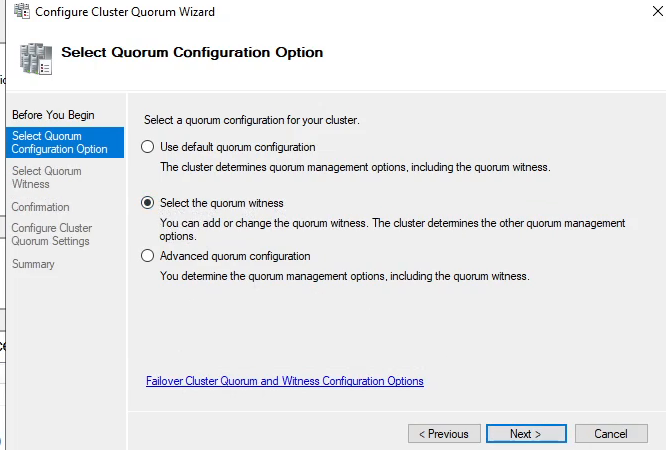 Configure Cluster Quorum Wizard
Select Quorum Configuration Option
Before You Begin
Select Quorum
Configuration Option
Select Quorum
Witness
Confirmation
Configure Cluster
Quorum Settings
Summary
Select a quorum configuration for your cluster.
Use default quorum configuration
The cluster determines quorum management options, including the quorum witness.
Select the quorum witness
You can add or change the quorum witness. The cluster determines the other quorum management
options.
Advanced quorum configuration
You determine the quorum management options, including the quorum witness.
Failover Cluster Quorum and Witness Configuration Options
< Previous
Next >
Cancel